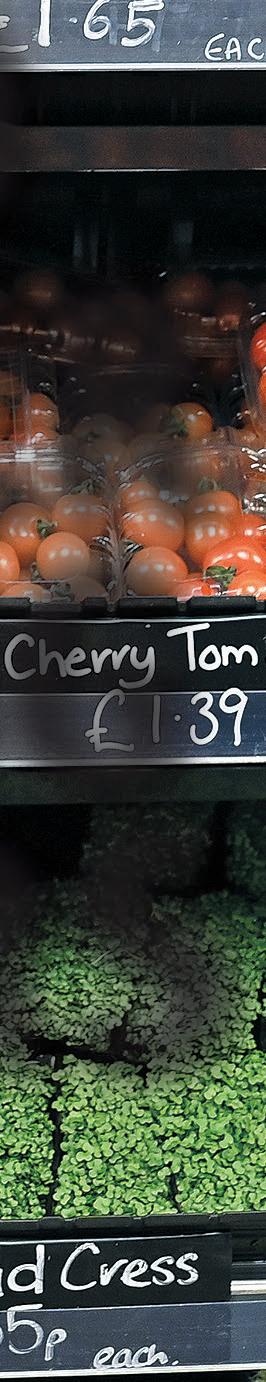 £1.65
EAC
Cherry Tom
£1.39
ad Cress
5p
each.